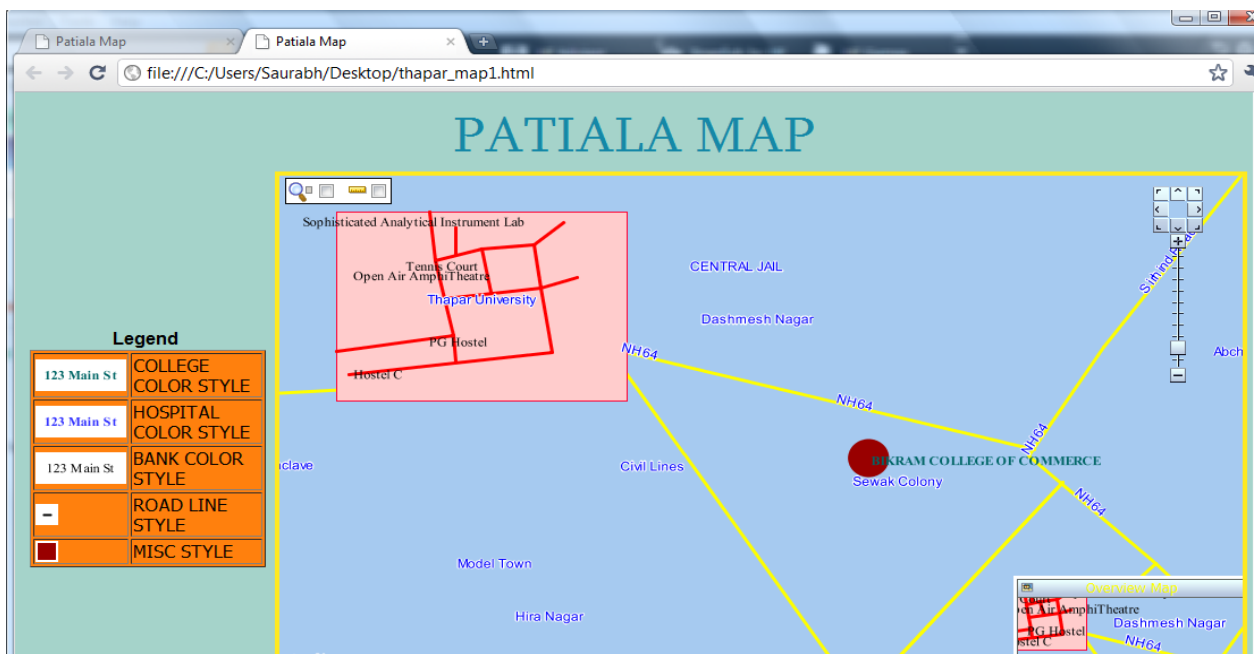 Patiala Map
Patiala Map
file:///C:/Users/Saurabh/Desktop/thapar_map1.html
PATIALA MAP
Legend
123 Main St COLLEGE
COLOR STYLE
123 Main St HOSPITAL
COLOR STYLE
123 Main St BANK COLOR
STYLE
ROAD LINE
STYLE
MISC STYLE
Sophisticated Analytical Instrument Lab
Tennis Court
Open Air AmphiTheatre
Thapar University
PG Hostel
Hostel C
CENTRAL JAIL
Dashmesh Nagar
Abch
NH64
NH64
NH64
BIKRAM COLLEGE OF COMMERCE
nclave
Civil Lines
Sewak Colony
NH64
Model Town
Hira Nagar
Overview Map
en Air AmphiTheatre
Dashmesh Nagar
PG Hostel
ostel C
NH64